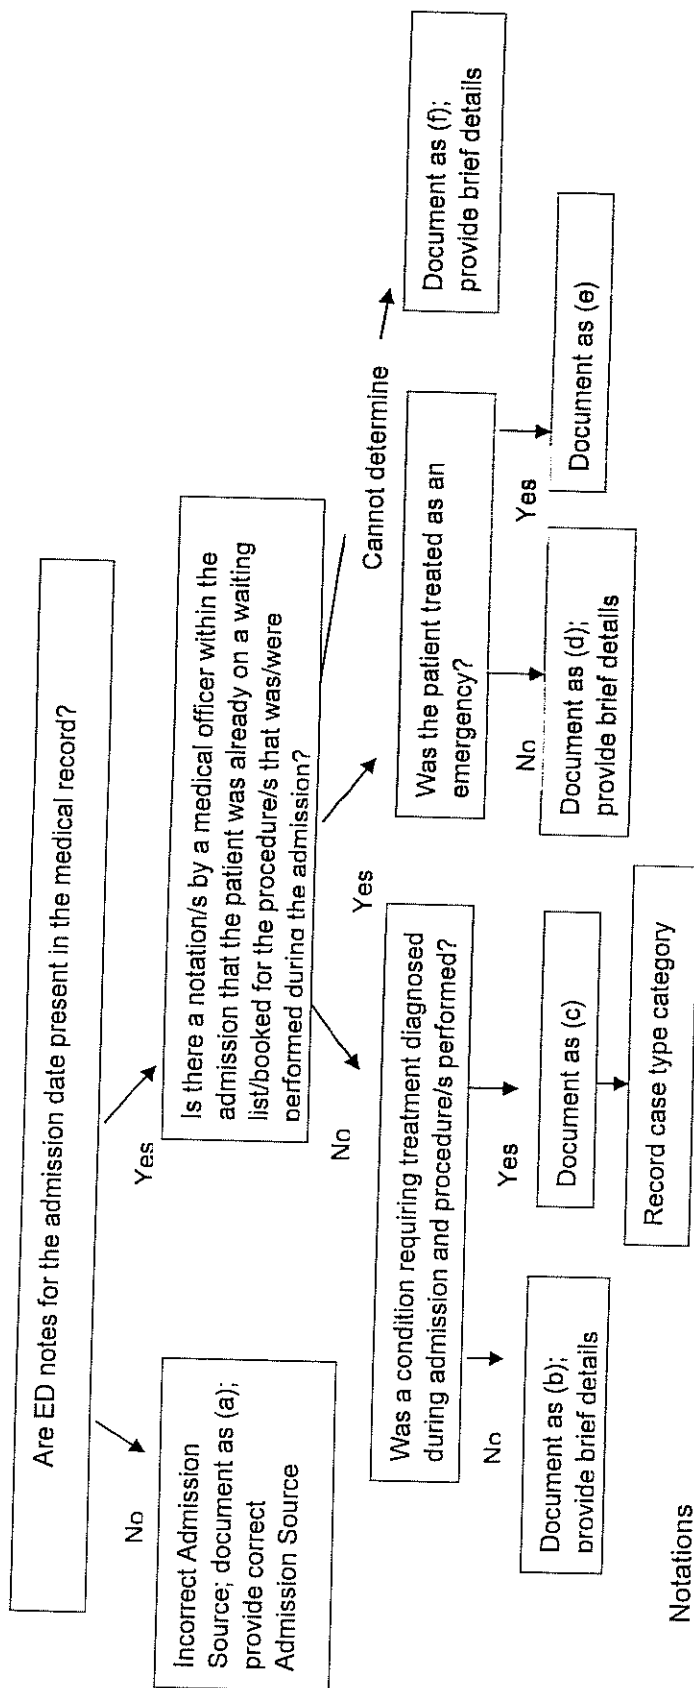 Are ED notes for the admission date present in the medical record?
No
Yes
Incorrect Admission
Source; document as (a);
provide correct
Admission Source
Is there a notation/s by a medical officer within the
admission that the patient was already on a waiting
list/booked for the procedure/s that was/were
performed during the admission?
No
Yes
Cannot determine
Was a condition requiring treatment diagnosed
during admission and procedure/s performed?
Was the patient treated as an
emergency?
Document as (f);
provide brief details
No
Yes
No
Yes
Document as (b);
provide brief details
Document as (c)
Document as (d);
provide brief details
Document as (e)
Record case type category
Notations